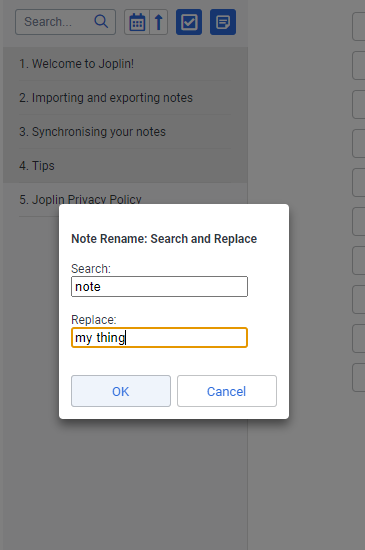 Search...
1. Welcome to Joplin!
2. Importing and exporting notes
3. Synchronising your notes
4. Tips
5. Joplin Privacy Policy
Note Rename: Search and Replace
Search:
note
Replace:
my thing
OK
Cancel